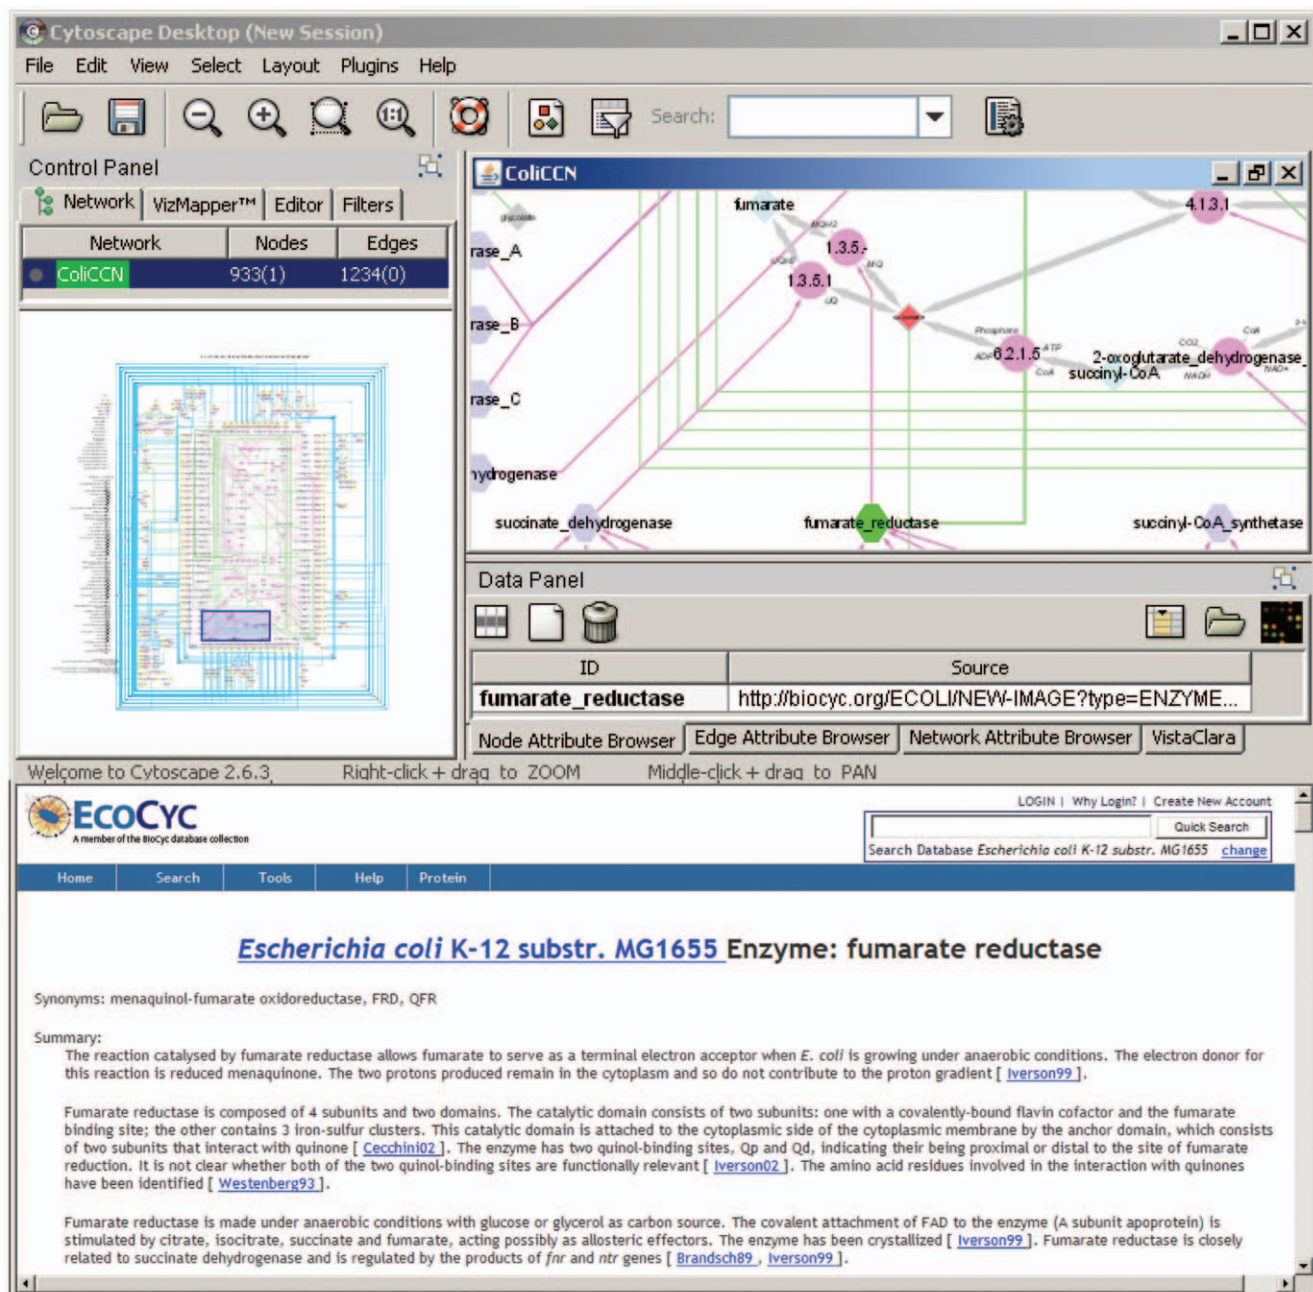 Cytoscape Desktop (New Session)
File Edit View Select Layout Plugins Help
1:1 Search:
Control Panel
Network VizMapper™ Editor Filters
Network Nodes Edges
ColiCCN 933(1) 1234(0)
ColiCCN
fumarate 4.1.3.1
glycolate
MQH2
rase_A 1.3.5.-
MQ
1.3.5.1
UQ
rase_B
Phosphate
ADP 6.2.1.5 ATP
CoA
CO2 CoA
2-oxoglutarate_dehydrogenase_
succinyl-CoA NADH NAD+
rase_C
hydrogenase
succinate_dehydrogenase fumarate_reductase succinyl-CoA_synthetase
Data Panel
ID Source
fumarate_reductase http://biocyc.org/ECOLI/NEW-IMAGE?type=ENZYME...
Node Attribute Browser Edge Attribute Browser Network Attribute Browser VistaClara
Welcome to Cytoscape 2.6.3 Right-click + drag to ZOOM Middle-click + drag to PAN
LOGIN | Why Login? | Create New Account
EcoCyc
A member of the BioCyc database collection
Quick Search
Search Database Escherichia coli K-12 substr. MG1655 change
Home Search Tools Help Protein
Escherichia coli K-12 substr. MG1655 Enzyme: fumarate reductase
Synonyms: menaquinol-fumarate oxidoreductase, FRD, QFR
Summary:
The reaction catalysed by fumarate reductase allows fumarate to serve as a terminal electron acceptor when E. coli is growing under anaerobic conditions. The electron donor for
this reaction is reduced menaquinone. The two protons produced remain in the cytoplasm and so do not contribute to the proton gradient [ Iverson99 ].
Fumarate reductase is composed of 4 subunits and two domains. The catalytic domain consists of two subunits: one with a covalently-bound flavin cofactor and the fumarate
binding site; the other contains 3 iron-sulfur clusters. This catalytic domain is attached to the cytoplasmic side of the cytoplasmic membrane by the anchor domain, which consists
of two subunits that interact with quinone [ Cecchini02 ]. The enzyme has two quinol-binding sites, Qp and Qd, indicating their being proximal or distal to the site of fumarate
reduction. It is not clear whether both of the two quinol-binding sites are functionally relevant [ Iverson02 ]. The amino acid residues involved in the interaction with quinones
have been identified [ Westenberg93 ].
Fumarate reductase is made under anaerobic conditions with glucose or glycerol as carbon source. The covalent attachment of FAD to the enzyme (A subunit apoprotein) is
stimulated by citrate, isocitrate, succinate and fumarate, acting possibly as allosteric effectors. The enzyme has been crystallized [ Iverson99 ]. Fumarate reductase is closely
related to succinate dehydrogenase and is regulated by the products of fnr and ntr genes [ Brandsch89 , Iverson99 ].